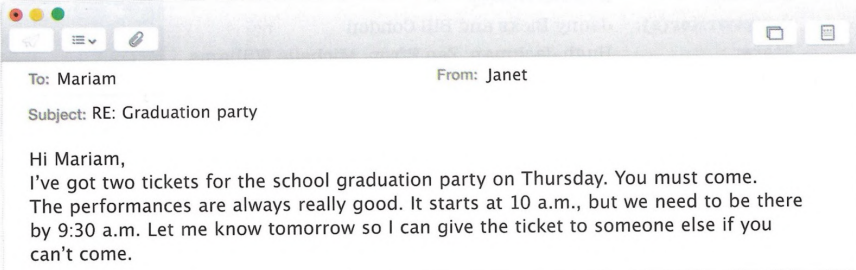 To: Mariam From: Janet
Subject: RE: Graduation party
Hi Mariam,
I've got two tickets for the school graduation party on Thursday. You must come.
The performances are always really good. It starts at 10 a.m., but we need to be there
by 9:30 a.m. Let me know tomorrow so I can give the ticket to someone else if you
can't come.